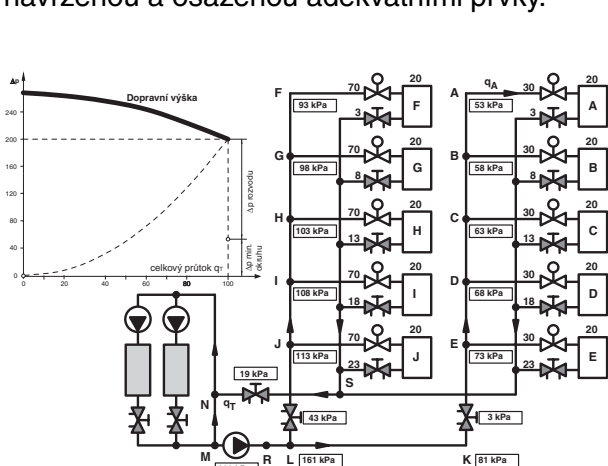 navrženou a osazenou adekvátními prvky.
Δp
Dopravní výška
240
200
160
120
80
40
0
0 20 40 60 80 100
celkový průtok qT
Δp rozvodu
Δp min. okruhu
F 70 20
93 kPa F
3
G 70 20
98 kPa G
8
H 70 20
103 kPa H
13
I 70 20
108 kPa I
18
J 70 20
113 kPa J
23
qA
A 30 20
53 kPa A
3
B 30 20
58 kPa B
8
C 30 20
63 kPa C
13
D 30 20
68 kPa D
18
E 30 20
73 kPa E
23
19 kPa
S
N qT
43 kPa
3 kPa
M R L 161 kPa K 81 kPa